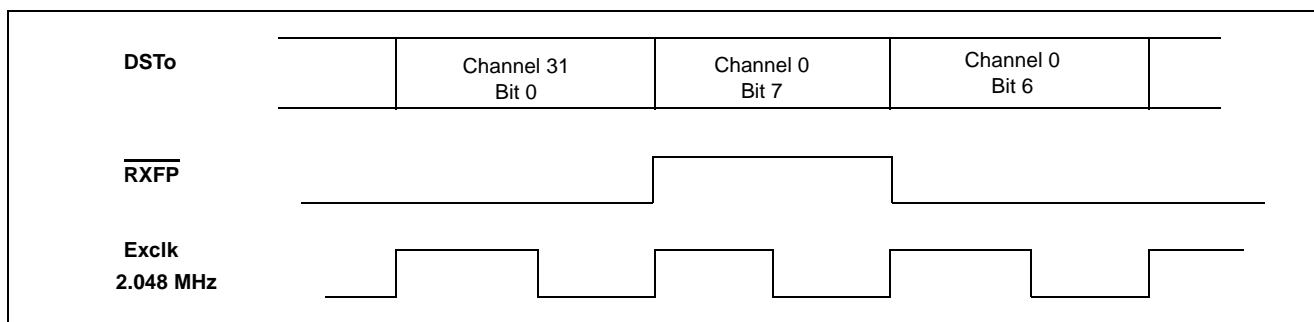 DSTo
Channel 31
Bit 0
Channel 0
Bit 7
Channel 0
Bit 6
RXFP
Exclk
2.048 MHz